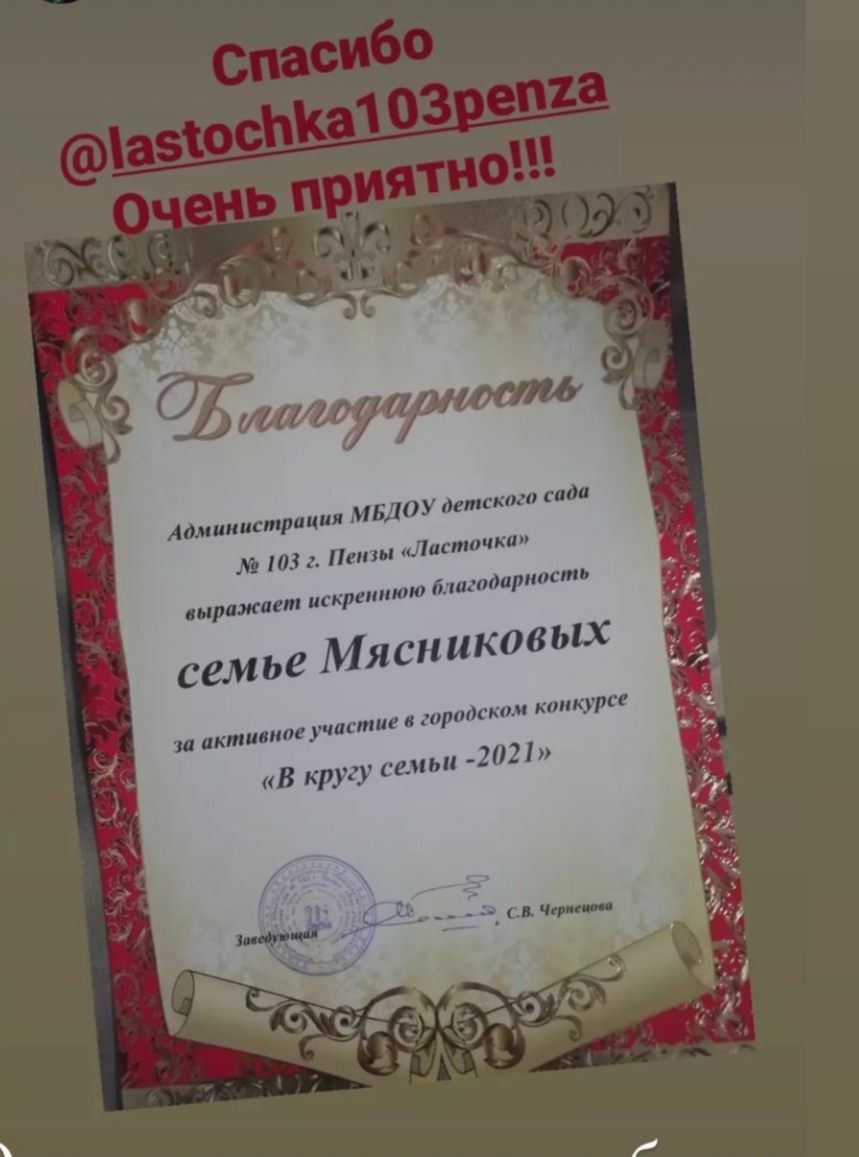 Спасибо
@lastochka103penza
Очень приятно!!!
Благодарность
Администрация МБДОУ детского сада
№ 103 г. Пензы «Ласточка»
выражает искреннюю благодарность
семье Мясниковых
за активное участие в городском конкурсе
«В кругу семьи -2021»
Заведующая С.В. Чернецова